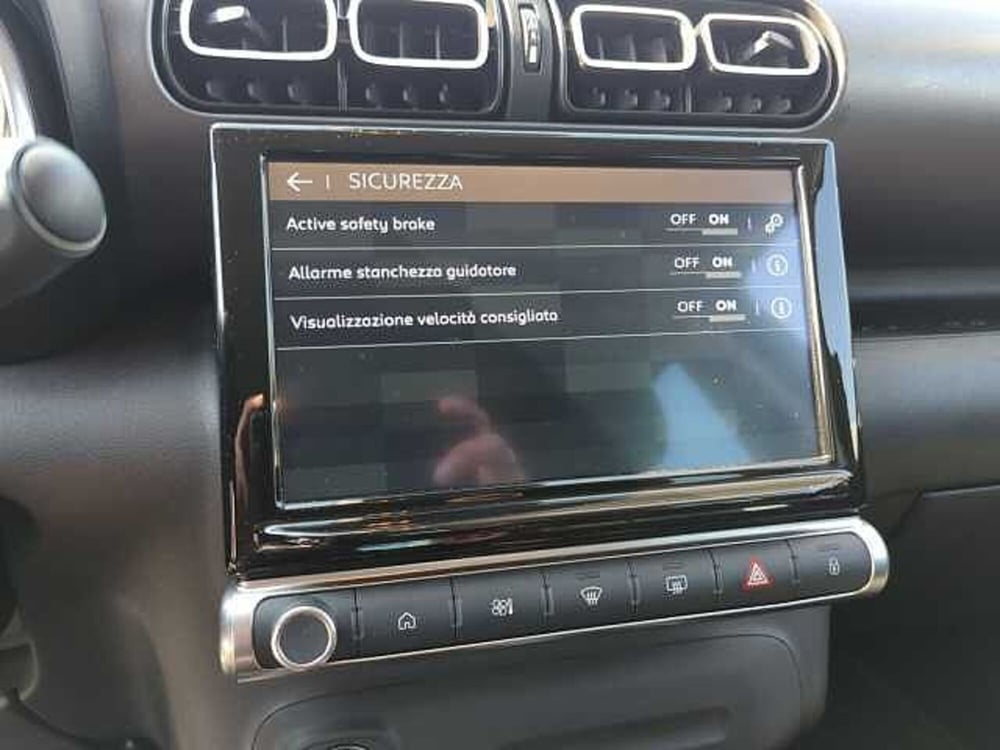 SICUREZZA
Active safety brake OFF ON
Allarme stanchezza guidatore OFF ON
Visualizzazione velocità consigliata OFF ON